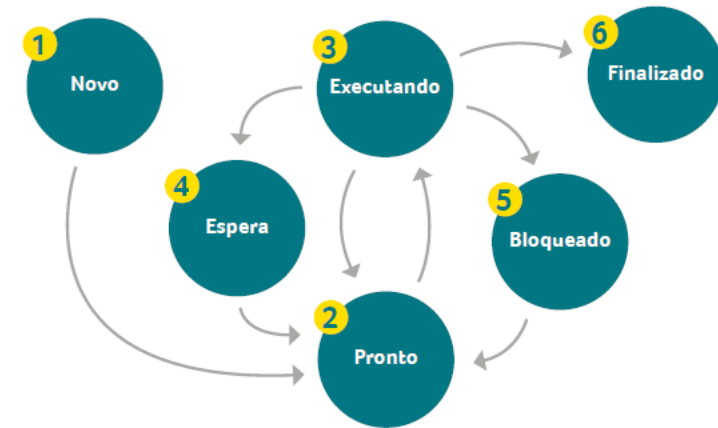 1
Novo
3
Executando
6
Finalizado
4
Espera
5
Bloqueado
2
Pronto